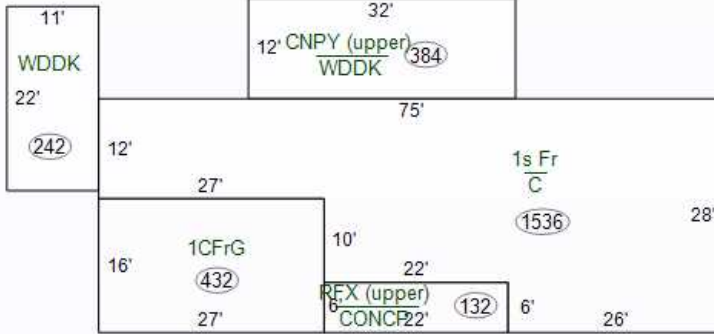 11'
32'
12'
CNPY (upper)
WDDK
384
WDDK
22'
242
75'
12'
1s Fr
C
1536
28'
27'
1CFrG
432
16'
10'
22'
RFX (upper)
CONCP
132
6'
22'
6'
27'
26'